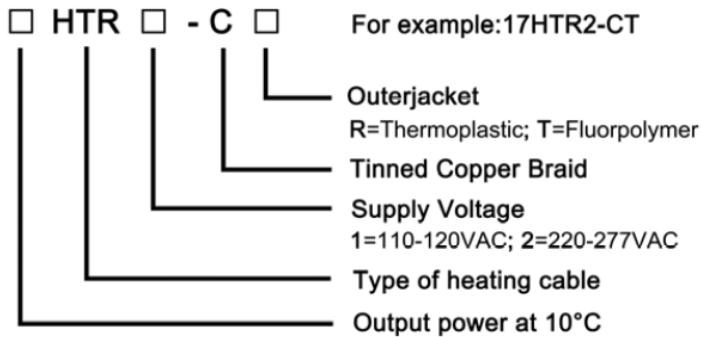 □ HTR □ - C □ For example:17HTR2-CT
Outerjacket
R=Thermoplastic; T=Fluorpolymer
Tinned Copper Braid
Supply Voltage
1=110-120VAC; 2=220-277VAC
Type of heating cable
Output power at 10°C